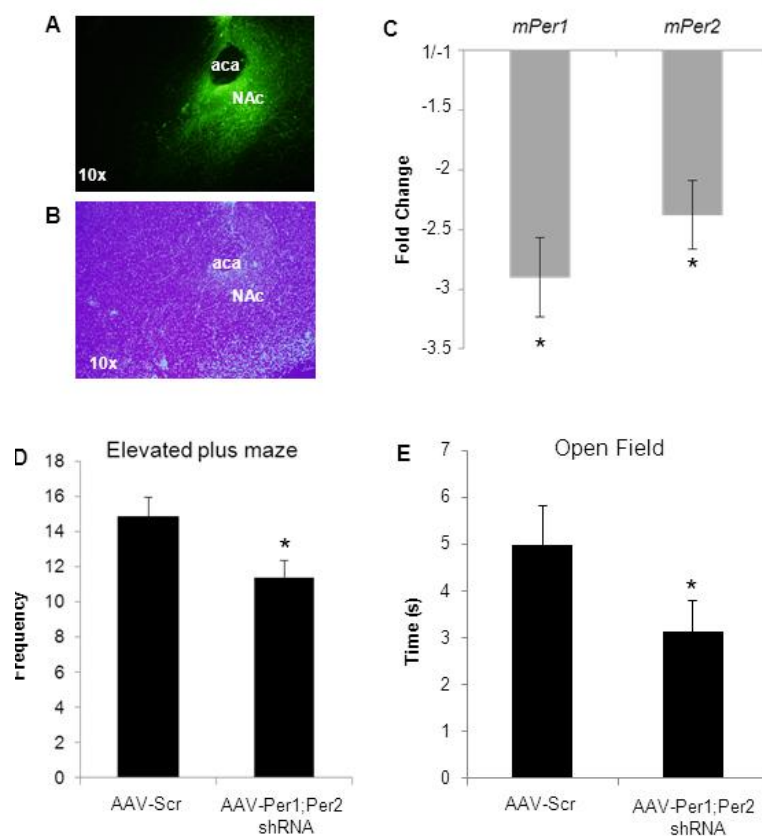 A
aca
NAc
10x
B
aca
NAc
10x
C
mPer1
mPer2
1/-1
-1.5
-2
-2.5
-3
-3.5
Fold Change
*
*
D
Elevated plus maze
18
16
14
12
10
8
6
4
2
0
Frequency
*
AAV-Scr
AAV-Per1;Per2
shRNA
E
Open Field
7
6
5
4
3
2
1
0
Time (s)
*
AAV-Scr
AAV-Per1;Per2
shRNA